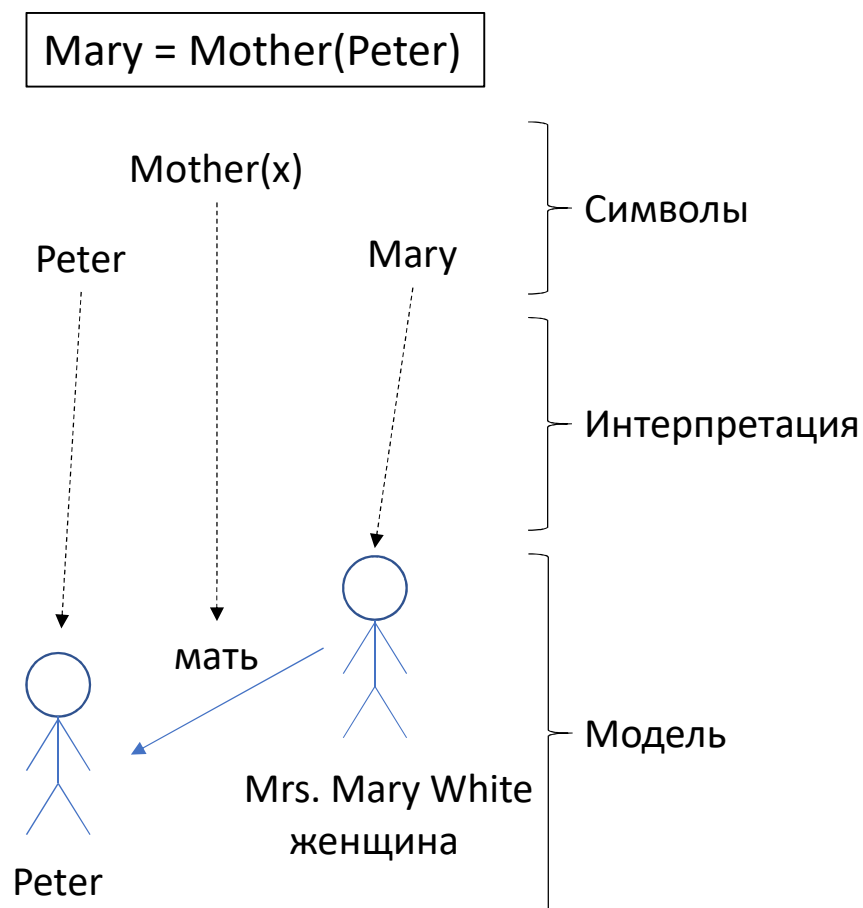 Mary = Mother(Peter)
Mother(x)
Peter
Mary
Символы
Интерпретация
мать
Модель
Mrs. Mary White
женщина
Peter